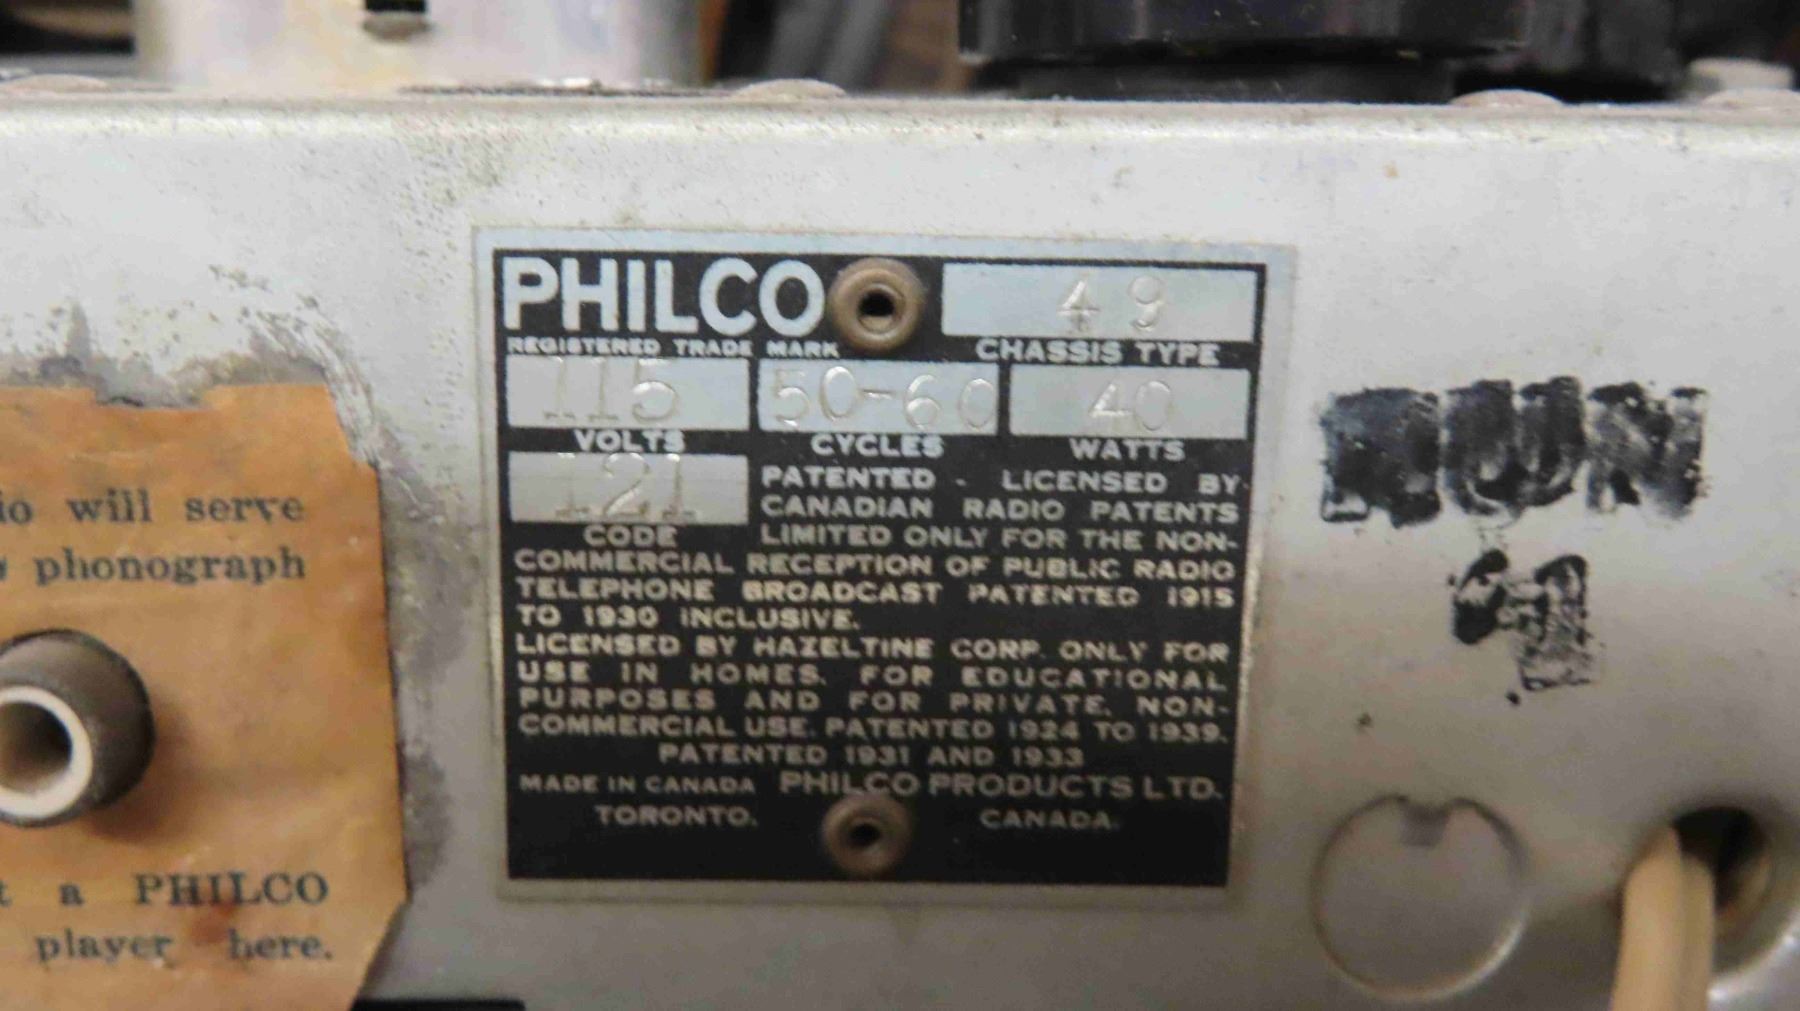 PHILCO
REGISTERED TRADE MARK
49
CHASSIS TYPE
115
VOLTS
50-60
CYCLES
40
WATTS
121
CODE
PATENTED - LICENSED BY
CANADIAN RADIO PATENTS
LIMITED ONLY FOR THE NON-
COMMERCIAL RECEPTION OF PUBLIC RADIO
TELEPHONE BROADCAST PATENTED 1915
TO 1930 INCLUSIVE.
LICENSED BY HAZELTINE CORP. ONLY FOR
USE IN HOMES, FOR EDUCATIONAL
PURPOSES AND FOR PRIVATE, NON-
COMMERCIAL USE. PATENTED 1924 TO 1939.
PATENTED 1931 AND 1933
MADE IN CANADA PHILCO PRODUCTS LTD.
TORONTO. CANADA.
will serve
phonograph
a PHILCO
player here.